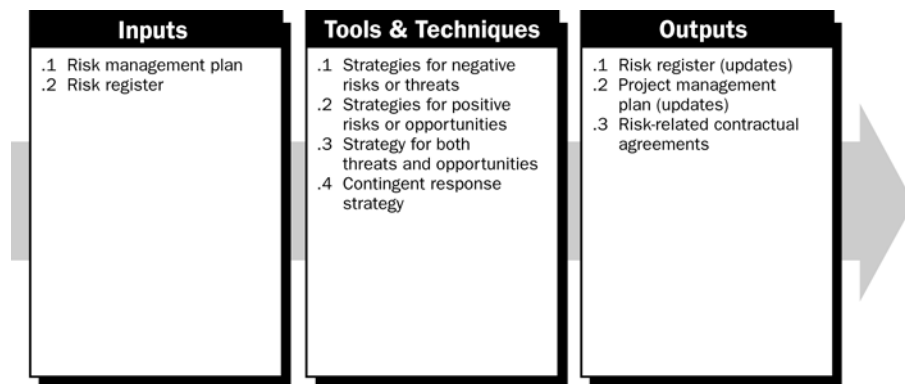 Inputs
.1 Risk management plan
.2 Risk register
Tools & Techniques
.1 Strategies for negative
risks or threats
.2 Strategies for positive
risks or opportunities
.3 Strategy for both
threats and opportunities
.4 Contingent response
strategy
Outputs
.1 Risk register (updates)
.2 Project management
plan (updates)
.3 Risk-related contractual
agreements